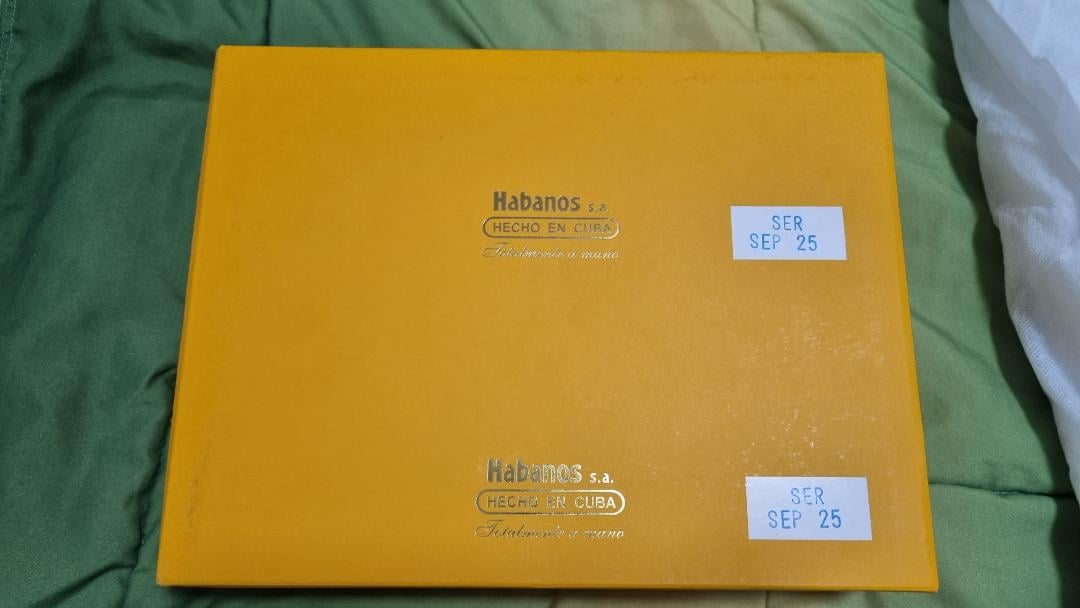 Habanos s.a.
HECHO EN CUBA
Totalmente a mano
SER
SEP 25
Habanos s.a.
HECHO EN CUBA
Totalmente a mano
SER
SEP 25